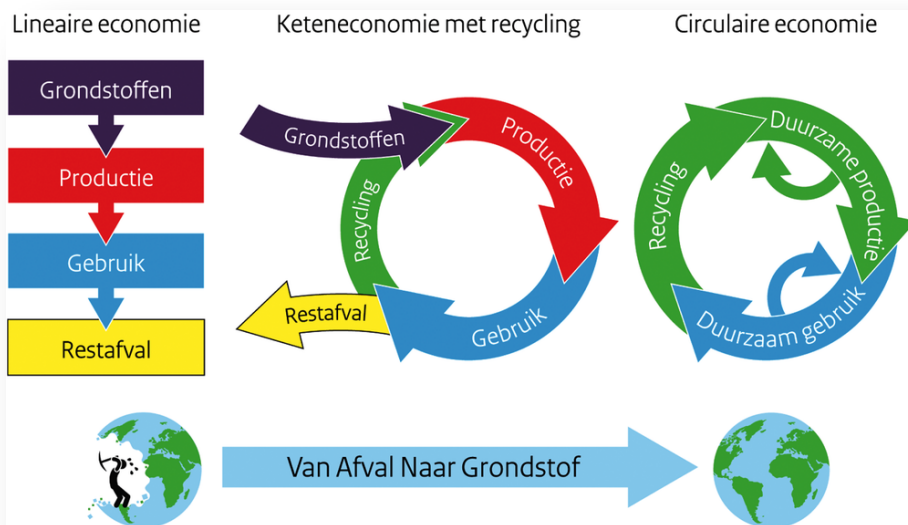 Lineaire economie
Keteneconomie met recycling
Circulaire economie
Grondstoffen
Productie
Gebruik
Restafval
Grondstoffen
Productie
Gebruik
Recycling
Restafval
Duurzame productie
Duurzaam gebruik
Recycling
Van Afval Naar Grondstof